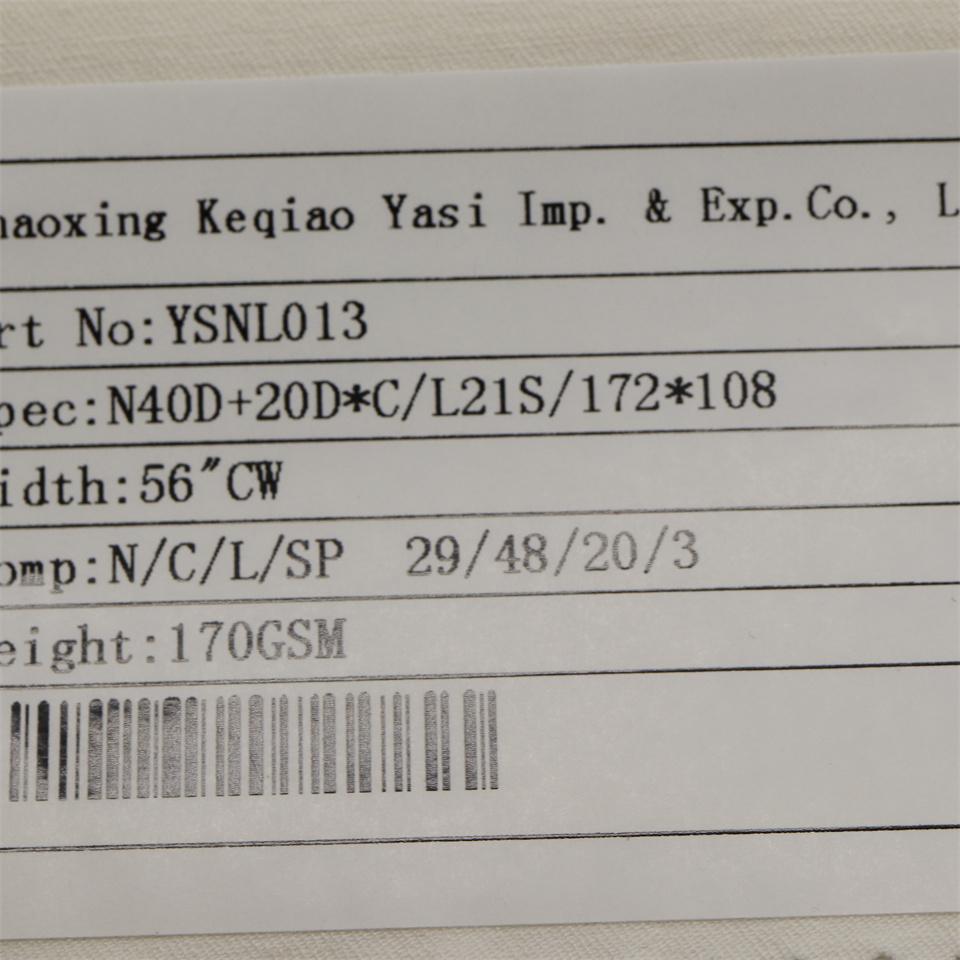 haoxing Keqiao Yasi Imp. & Exp.Co., L
rt No:YSNL013
pec:N40D+20D*C/L21S/172*108
idth:56″CW
omp:N/C/L/SP 29/48/20/3
eight:170GSM